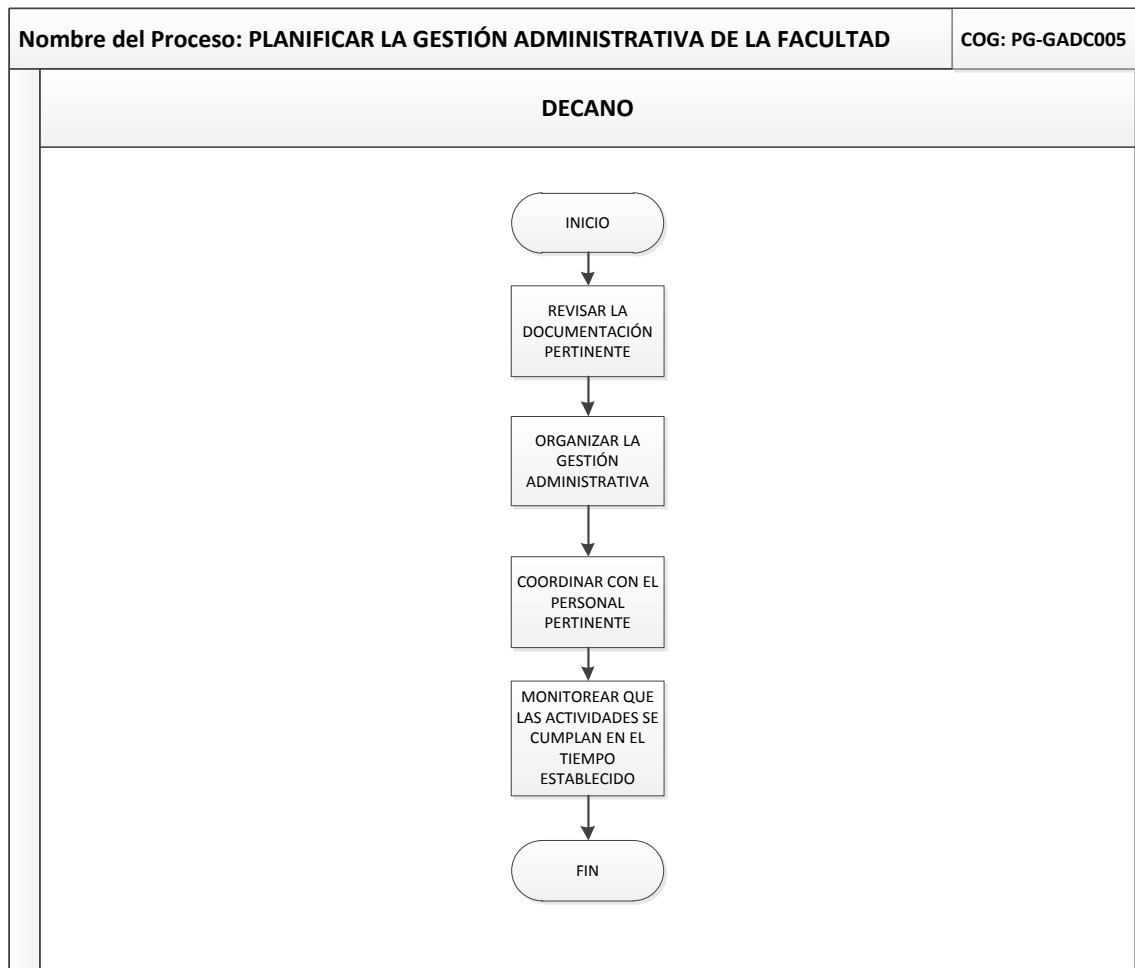 Nombre del Proceso: PLANIFICAR LA GESTIÓN ADMINISTRATIVA DE LA FACULTAD
COG: PG-GADC005
DECANO
INICIO
REVISAR LA
DOCUMENTACIÓN
PERTINENTE
ORGANIZAR LA
GESTIÓN
ADMINISTRATIVA
COORDINAR CON EL
PERSONAL
PERTINENTE
MONITOREAR QUE
LAS ACTIVIDADES SE
CUMPLAN EN EL
TIEMPO
ESTABLECIDO
FIN